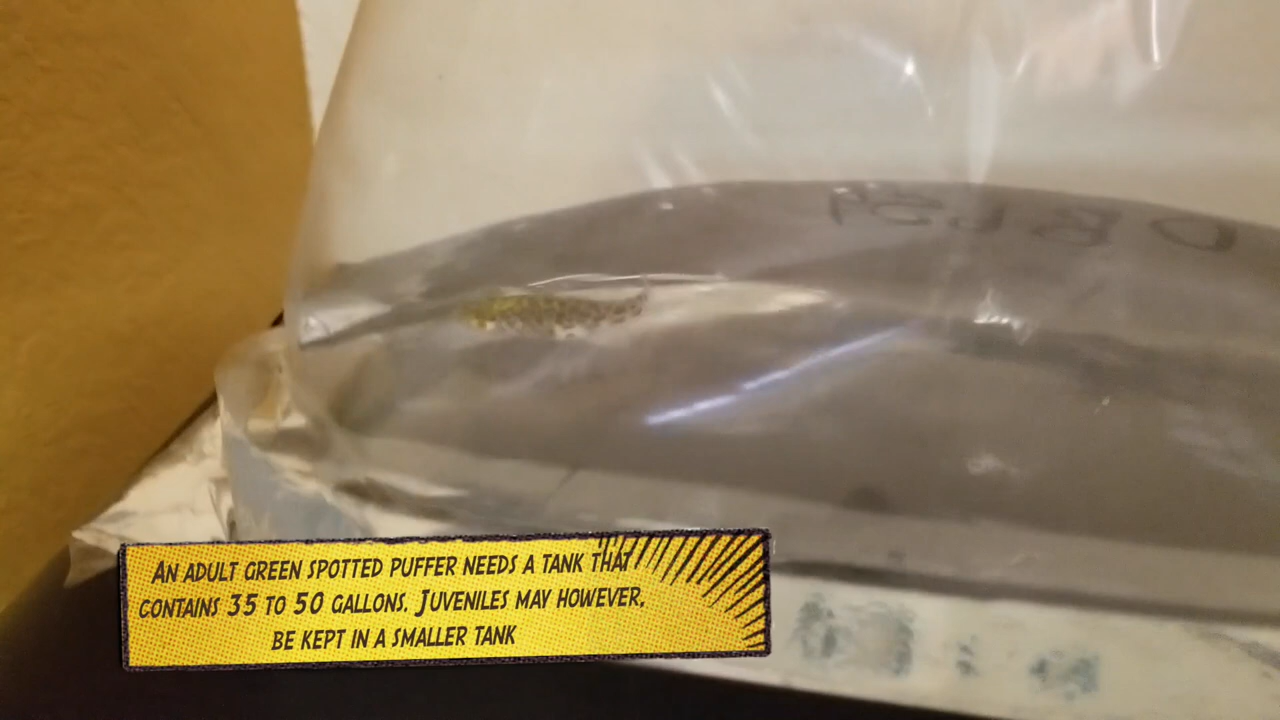 AN ADULT GREEN SPOTTED PUFFER NEEDS A TANK THAT
CONTAINS 35 TO 50 GALLONS. JUVENILES MAY HOWEVER,
BE KEPT IN A SMALLER TANK